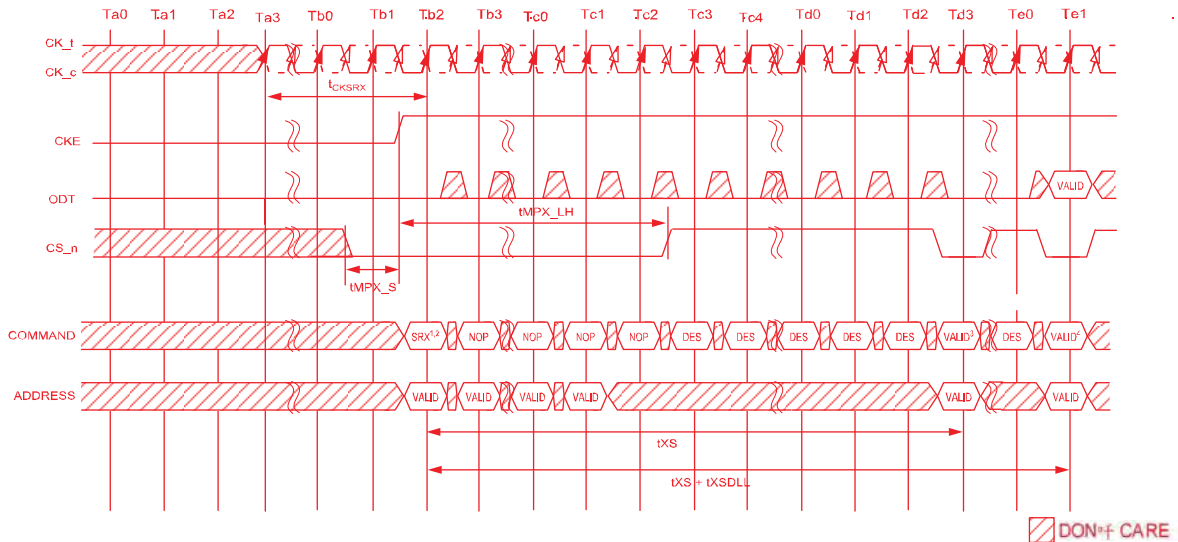 Ta0 Ta1 Ta2 Ta3 Tb0 Tb1 Tb2 Tb3 Tc0 Tc1 Tc2 Tc3 Tc4 Td0 Td1 Td2 Td3 Te0 Te1
CK_t
CK_c
tCKSRX
CKE
ODT VALID
tMPX_LH
CS_n
tMPX_S
COMMAND SRX1,2 NOP NOP NOP NOP DES DES DES DES DES VALID3 DES VALID4
ADDRESS VALID VALID VALID VALID VALID VALID
tXS
tXS + tXSDLL
CARE